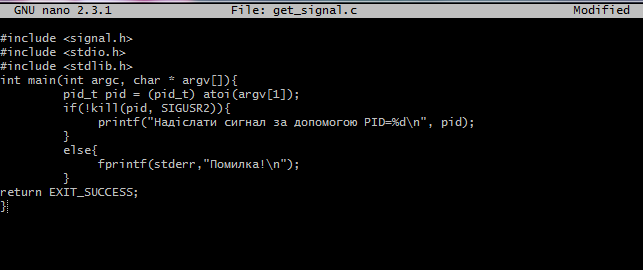 GNU nano 2.3.1 File: get_signal.c Modified
#include <signal.h>
#include <stdio.h>
#include <stdlib.h>
int main(int argc, char * argv[]){
        pid_t pid = (pid_t) atoi(argv[1]);
        if(!kill(pid, SIGUSR2)){
             printf("Надіслати сигнал за допомогою PID=%d\n", pid);
        }
        else{
             fprintf(stderr,"Помилка!\n");
        }
return EXIT_SUCCESS;
}